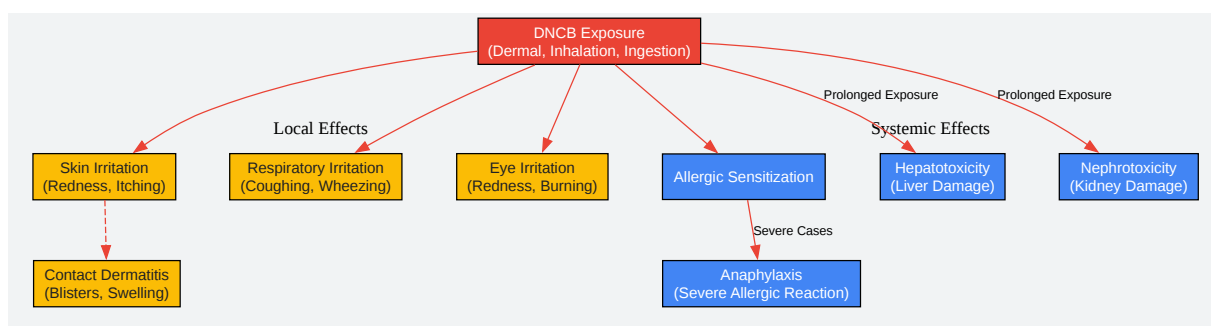 DNCB Exposure
(Dermal, Inhalation, Ingestion)
Prolonged Exposure
Prolonged Exposure
Local Effects
Systemic Effects
Skin Irritation
(Redness, Itching)
Respiratory Irritation
(Coughing, Wheezing)
Eye Irritation
(Redness, Burning)
Allergic Sensitization
Hepatotoxicity
(Liver Damage)
Nephrotoxicity
(Kidney Damage)
Severe Cases
Contact Dermatitis
(Blisters, Swelling)
Anaphylaxis
(Severe Allergic Reaction)